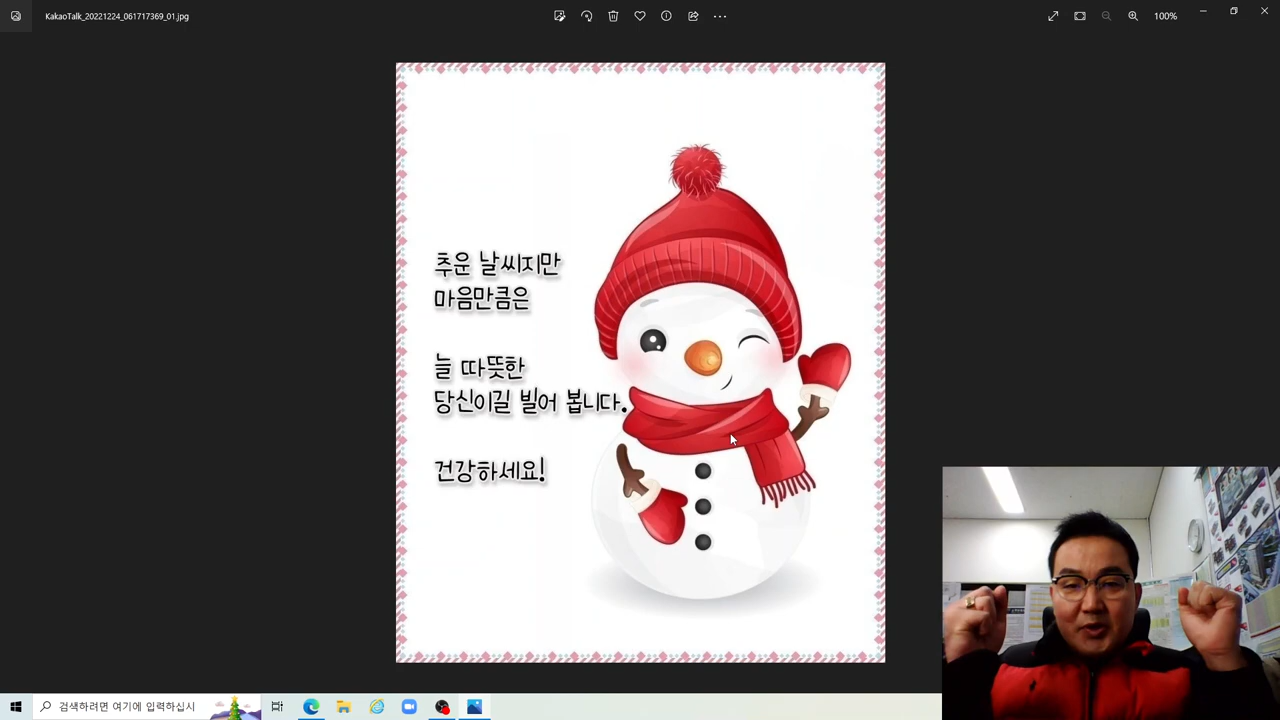 KakaoTalk_20221224_061717369_01.jpg
100%
추운 날씨지만
마음만큼은
늘 따뜻한
당신이길 빌어 봅니다.
건강하세요!
검색하려면 여기에 입력하십시